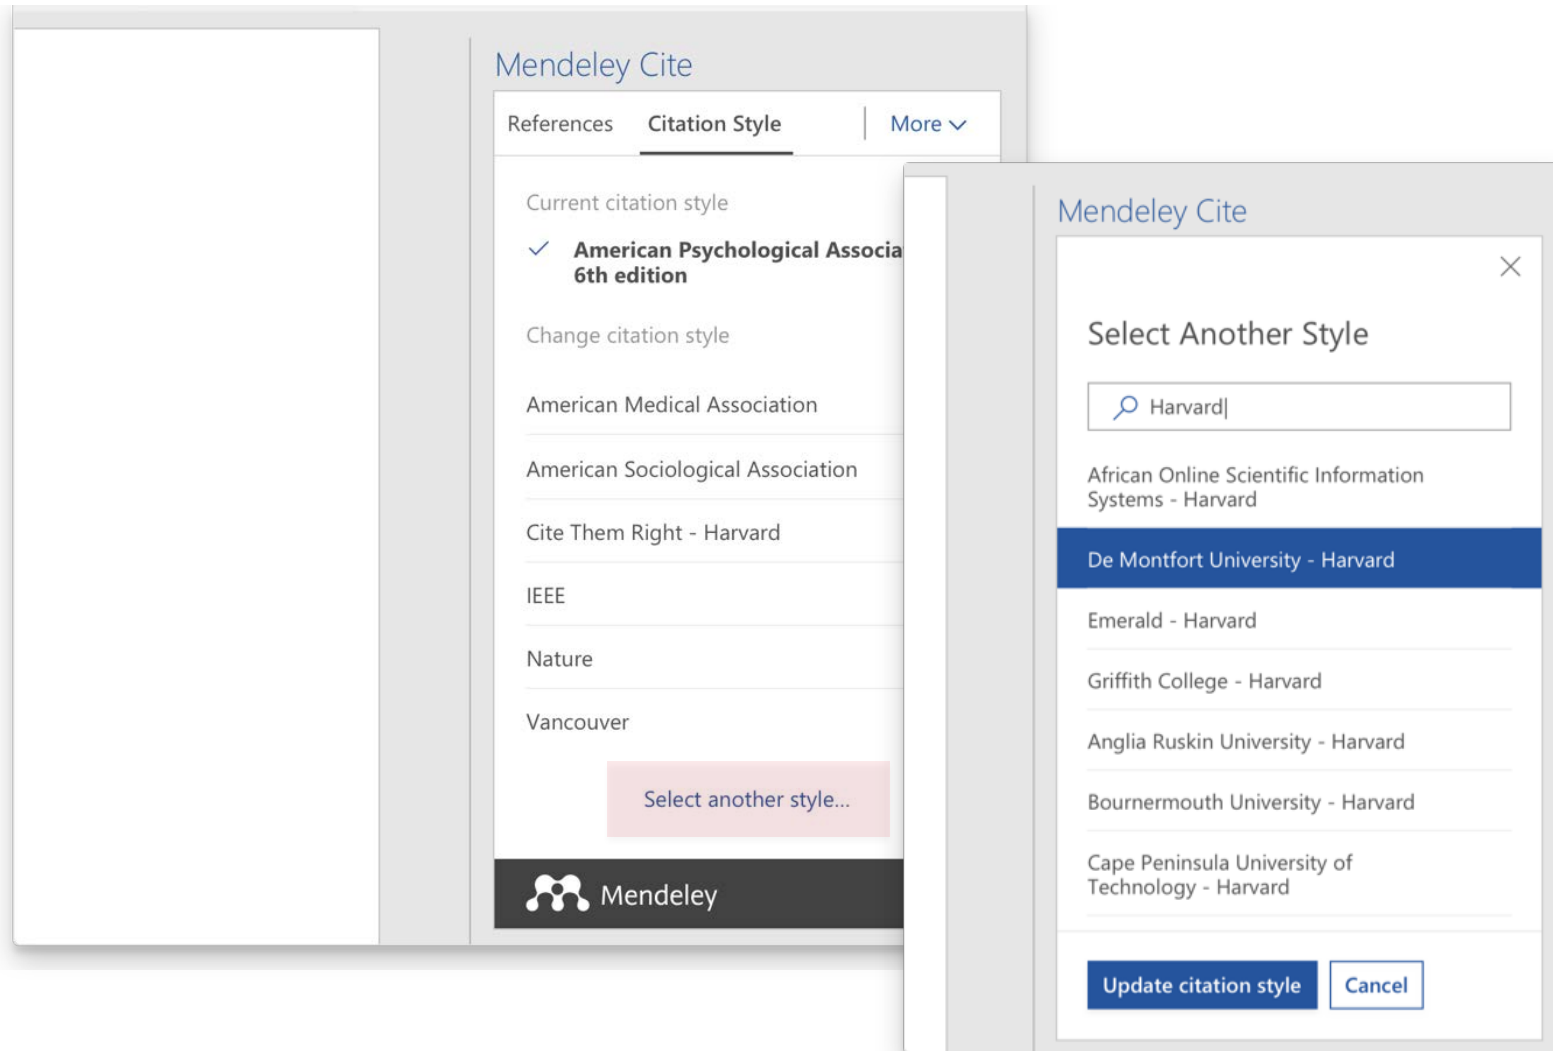 Mendeley Cite
References Citation Style More
Current citation style
American Psychological Associa
6th edition
Change citation style
American Medical Association
American Sociological Association
Cite Them Right - Harvard
IEEE
Nature
Vancouver
Select another style...
Mendeley
Mendeley Cite
Select Another Style
Harvard
African Online Scientific Information
Systems - Harvard
De Montfort University - Harvard
Emerald - Harvard
Griffith College - Harvard
Anglia Ruskin University - Harvard
Bournermouth University - Harvard
Cape Peninsula University of
Technology - Harvard
Update citation style Cancel